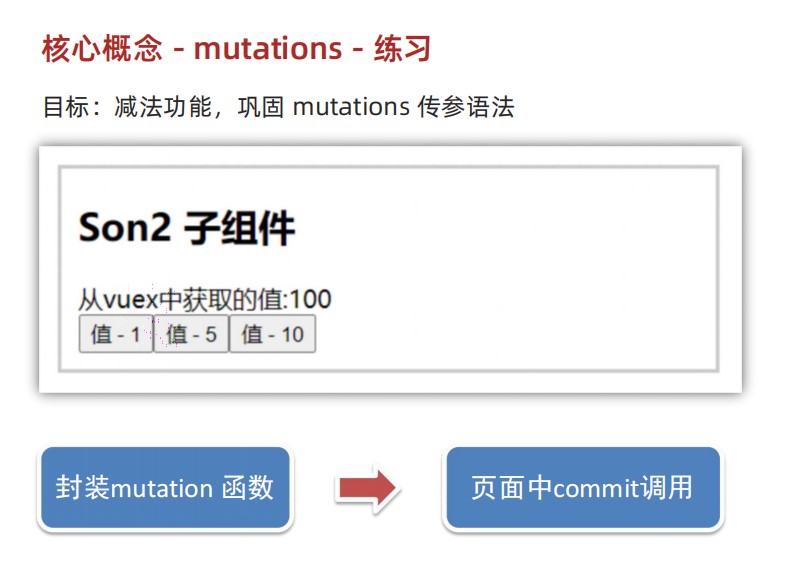 核心概念 - mutations - 练习
目标：减法功能，巩固 mutations 传参语法
Son2 子组件
从vuex中获取的值:100
值 - 1 值 - 5 值 - 10
封装mutation 函数 页面中commit调用